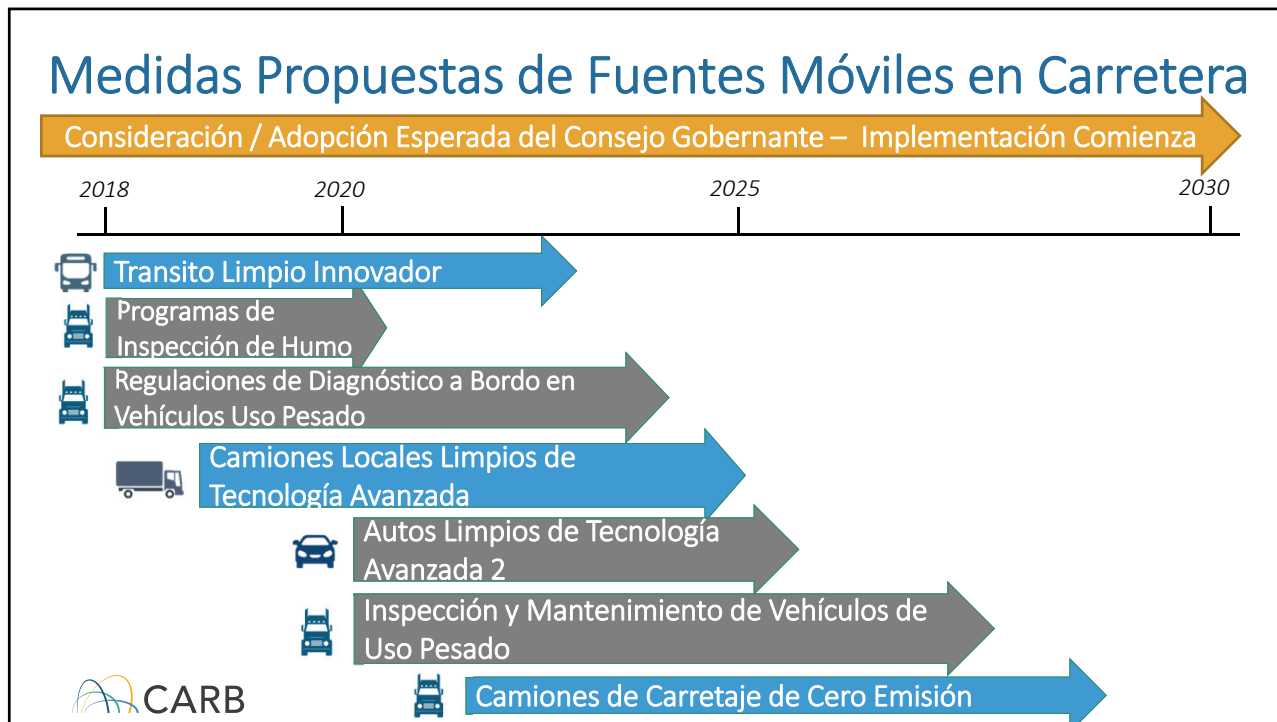 Medidas Propuestas de Fuentes Móviles en Carretera
Consideración / Adopción Esperada del Consejo Gobernante – Implementación Comienza
2018 2020 2025 2030
Transito Limpio Innovador
Programas de
Inspección de Humo
Regulaciones de Diagnóstico a Bordo en
Vehículos Uso Pesado
Camiones Locales Limpios de
Tecnología Avanzada
Autos Limpios de Tecnología
Avanzada 2
Inspección y Mantenimiento de Vehículos de
Uso Pesado
Camiones de Carretaje de Cero Emisión
CARB